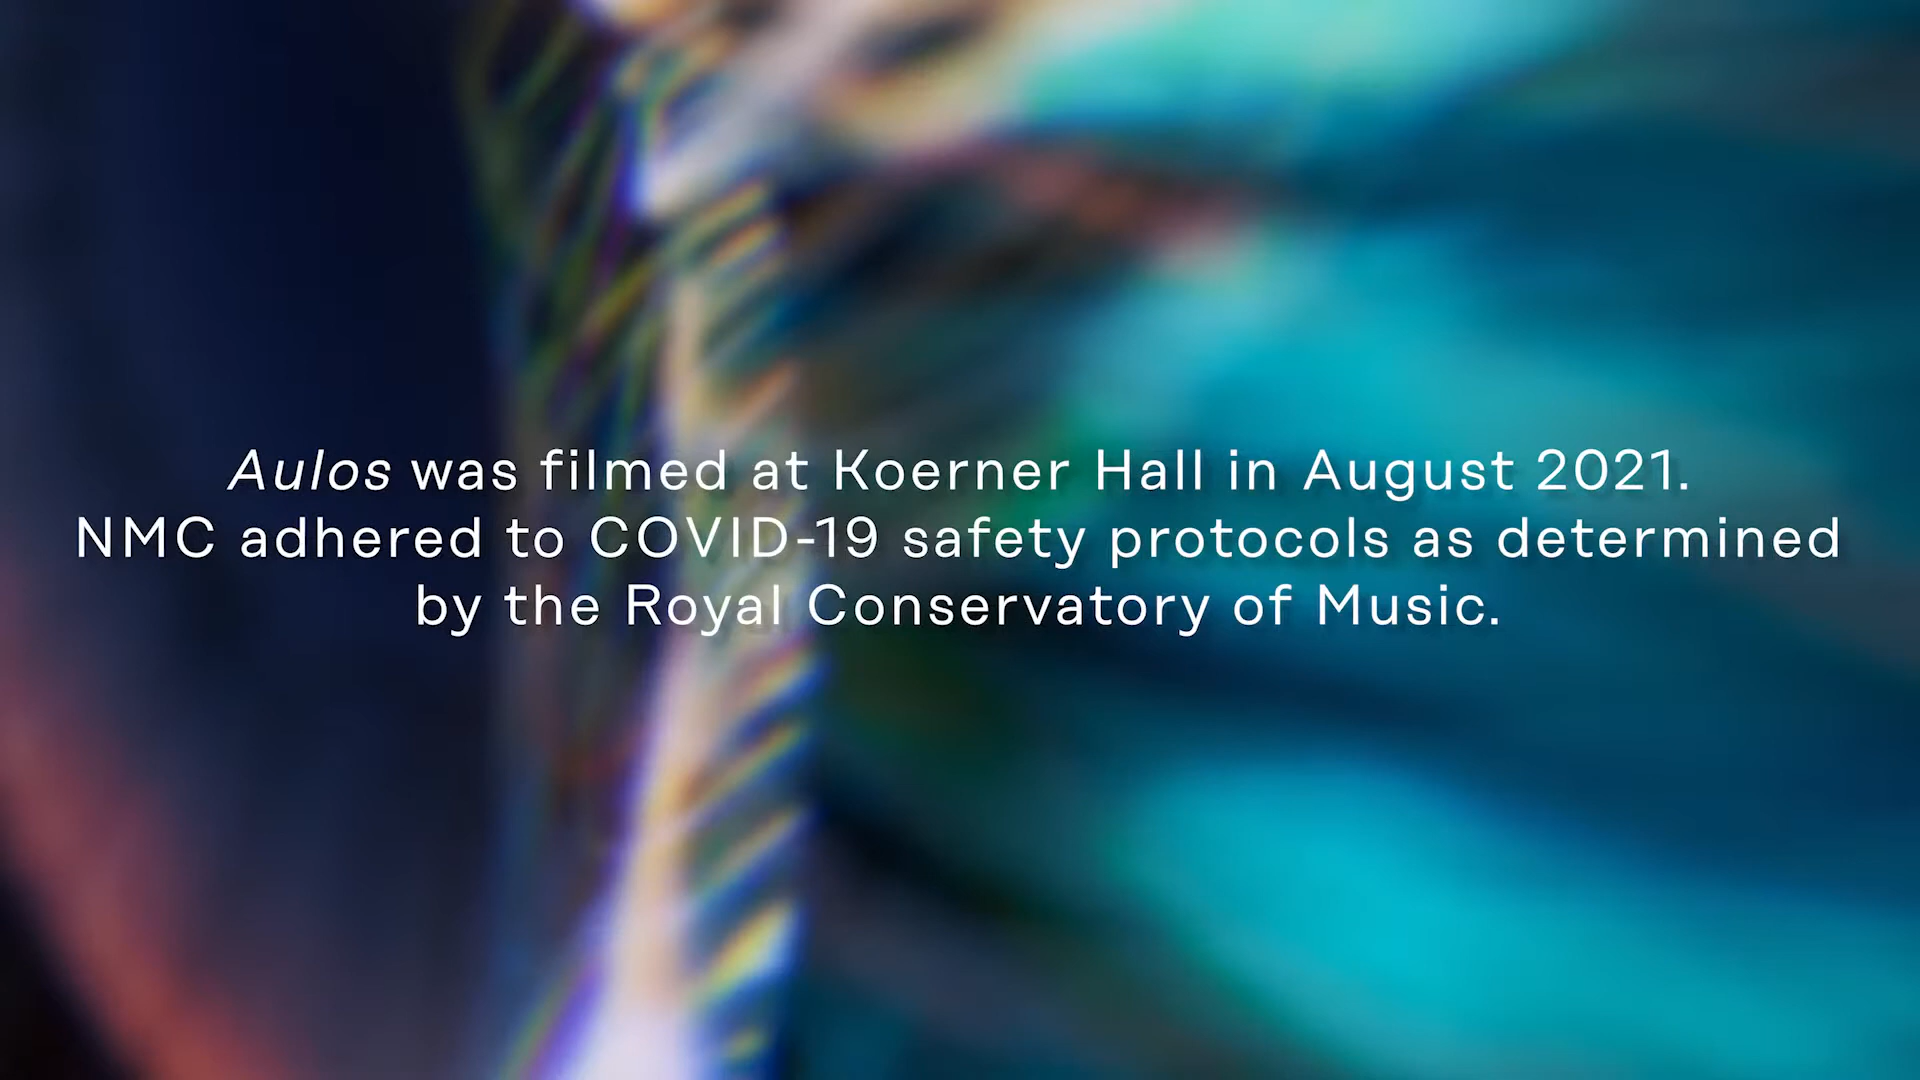 Aulos was filmed at Koerner Hall in August 2021.
NMC adhered to COVID-19 safety protocols as determined
by the Royal Conservatory of Music.